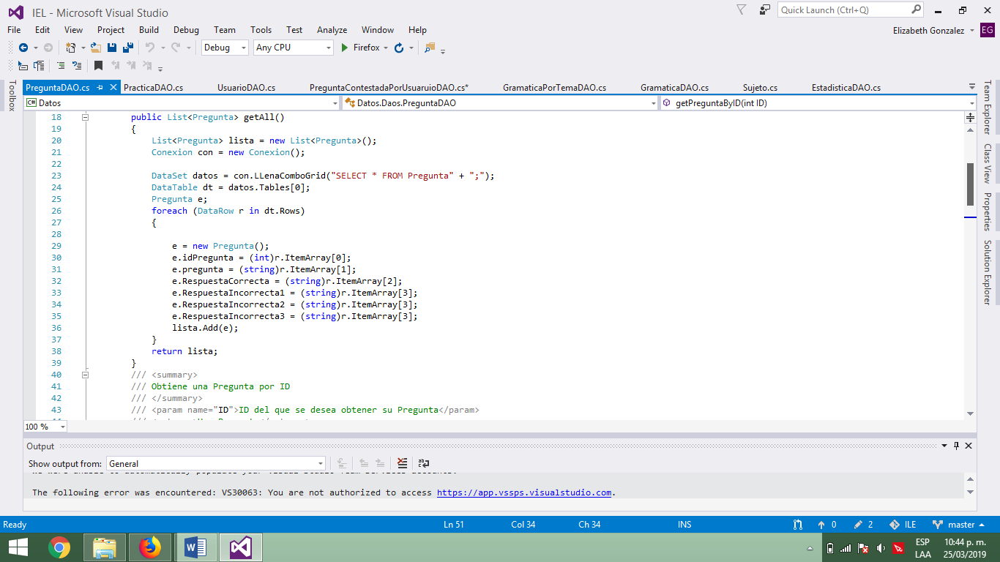 IEL - Microsoft Visual Studio
Quick Launch (Ctrl+Q)
File Edit View Project Build Debug Team Tools Test Analyze Window Help
Elizabeth Gonzalez EG
Debug Any CPU Firefox
PreguntaDAO.cs PracticaDAO.cs UsuarioDAO.cs PreguntaContestadaPorUsuaruioDAO.cs* GramaticaPorTemaDAO.cs GramaticaDAO.cs Sujeto.cs EstadisticaDAO.cs
Toolbox
C# Datos Datos.Daos.PreguntaDAO getPreguntaByID(int ID)
Team Explorer
Class View
Properties
Solution Explorer
18 public List<Pregunta> getAll()
19 {
20 List<Pregunta> lista = new List<Pregunta>();
21 Conexion con = new Conexion();
22
23 DataSet datos = con.LLenaComboGrid("SELECT * FROM Pregunta" + ";");
24 DataTable dt = datos.Tables[0];
25 Pregunta e;
26 foreach (DataRow r in dt.Rows)
27 {
28
29 e = new Pregunta();
30 e.idPregunta = (int)r.ItemArray[0];
31 e.pregunta = (string)r.ItemArray[1];
32 e.RespuestaCorrecta = (string)r.ItemArray[2];
33 e.RespuestaIncorrecta1 = (string)r.ItemArray[3];
34 e.RespuestaIncorrecta2 = (string)r.ItemArray[3];
35 e.RespuestaIncorrecta3 = (string)r.ItemArray[3];
36 lista.Add(e);
37 }
38 return lista;
39 }
40 /// <summary>
41 /// Obtiene una Pregunta por ID
42 /// </summary>
43 /// <param name="ID">ID del que se desea obtener su Pregunta</param>
100 %
Output
Show output from: General
The following error was encountered: VS30063: You are not authorized to access https://app.vssps.visualstudio.com.
Ready Ln 51 Col 34 Ch 34 INS 0 2 ILE master
ESP 10:44 p. m.
LAA 25/03/2019